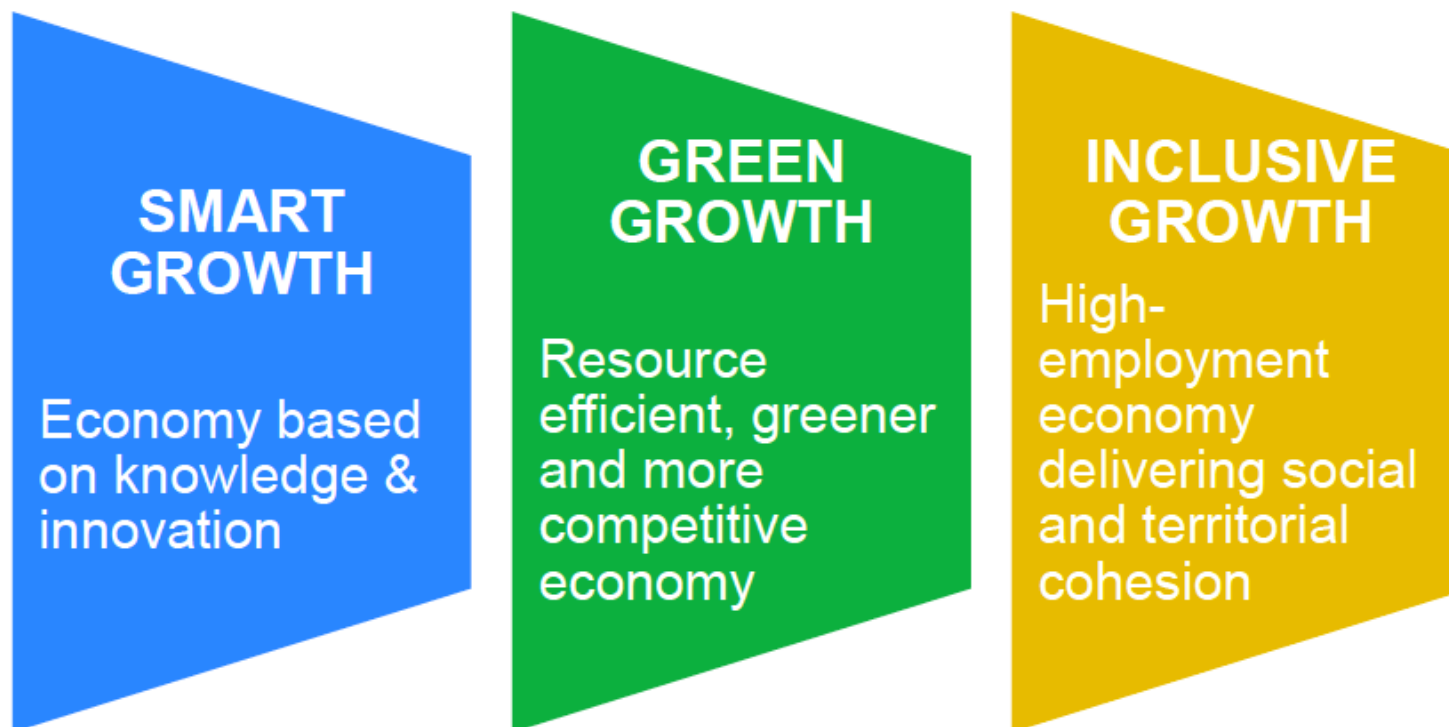 SMART
GROWTH
Economy based
on knowledge &
innovation
GREEN
GROWTH
Resource
efficient, greener
and more
competitive
economy
INCLUSIVE
GROWTH
High-
employment
economy
delivering social
and territorial
cohesion